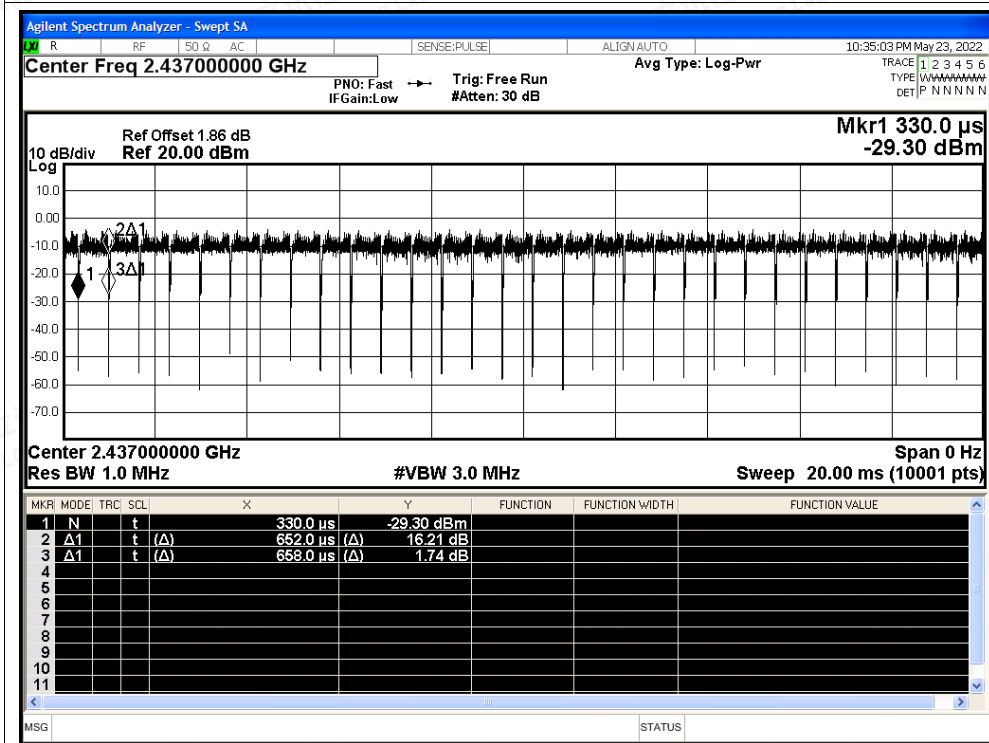 Agilent Spectrum Analyzer - Swept SA
LXI R RF 50 Ω AC SENSE:PULSE ALIGN AUTO 10:35:03 PM May 23, 2022
Center Freq 2.437000000 GHz Avg Type: Log-Pwr TRACE 1 2 3 4 5 6
PNO: Fast Trig: Free Run TYPE WWWWWW
IFGain:Low #Atten: 30 dB DET P N N N N N
Mkr1 330.0 µs
Ref Offset 1.86 dB
10 dB/div Ref 20.00 dBm -29.30 dBm
Log
10.0
0.00
2Δ1
-10.0
1 3Δ1
-20.0
-30.0
-40.0
-50.0
-60.0
-70.0
Center 2.437000000 GHz Span 0 Hz
Res BW 1.0 MHz #VBW 3.0 MHz Sweep 20.00 ms (10001 pts)
MKR MODE TRC SCL X Y FUNCTION FUNCTION WIDTH FUNCTION VALUE
1 N t 330.0 µs -29.30 dBm
2 Δ1 t (Δ) 652.0 µs (Δ) 16.21 dB
3 Δ1 t (Δ) 658.0 µs (Δ) 1.74 dB
4
5
6
7
8
9
10
11
MSG STATUS